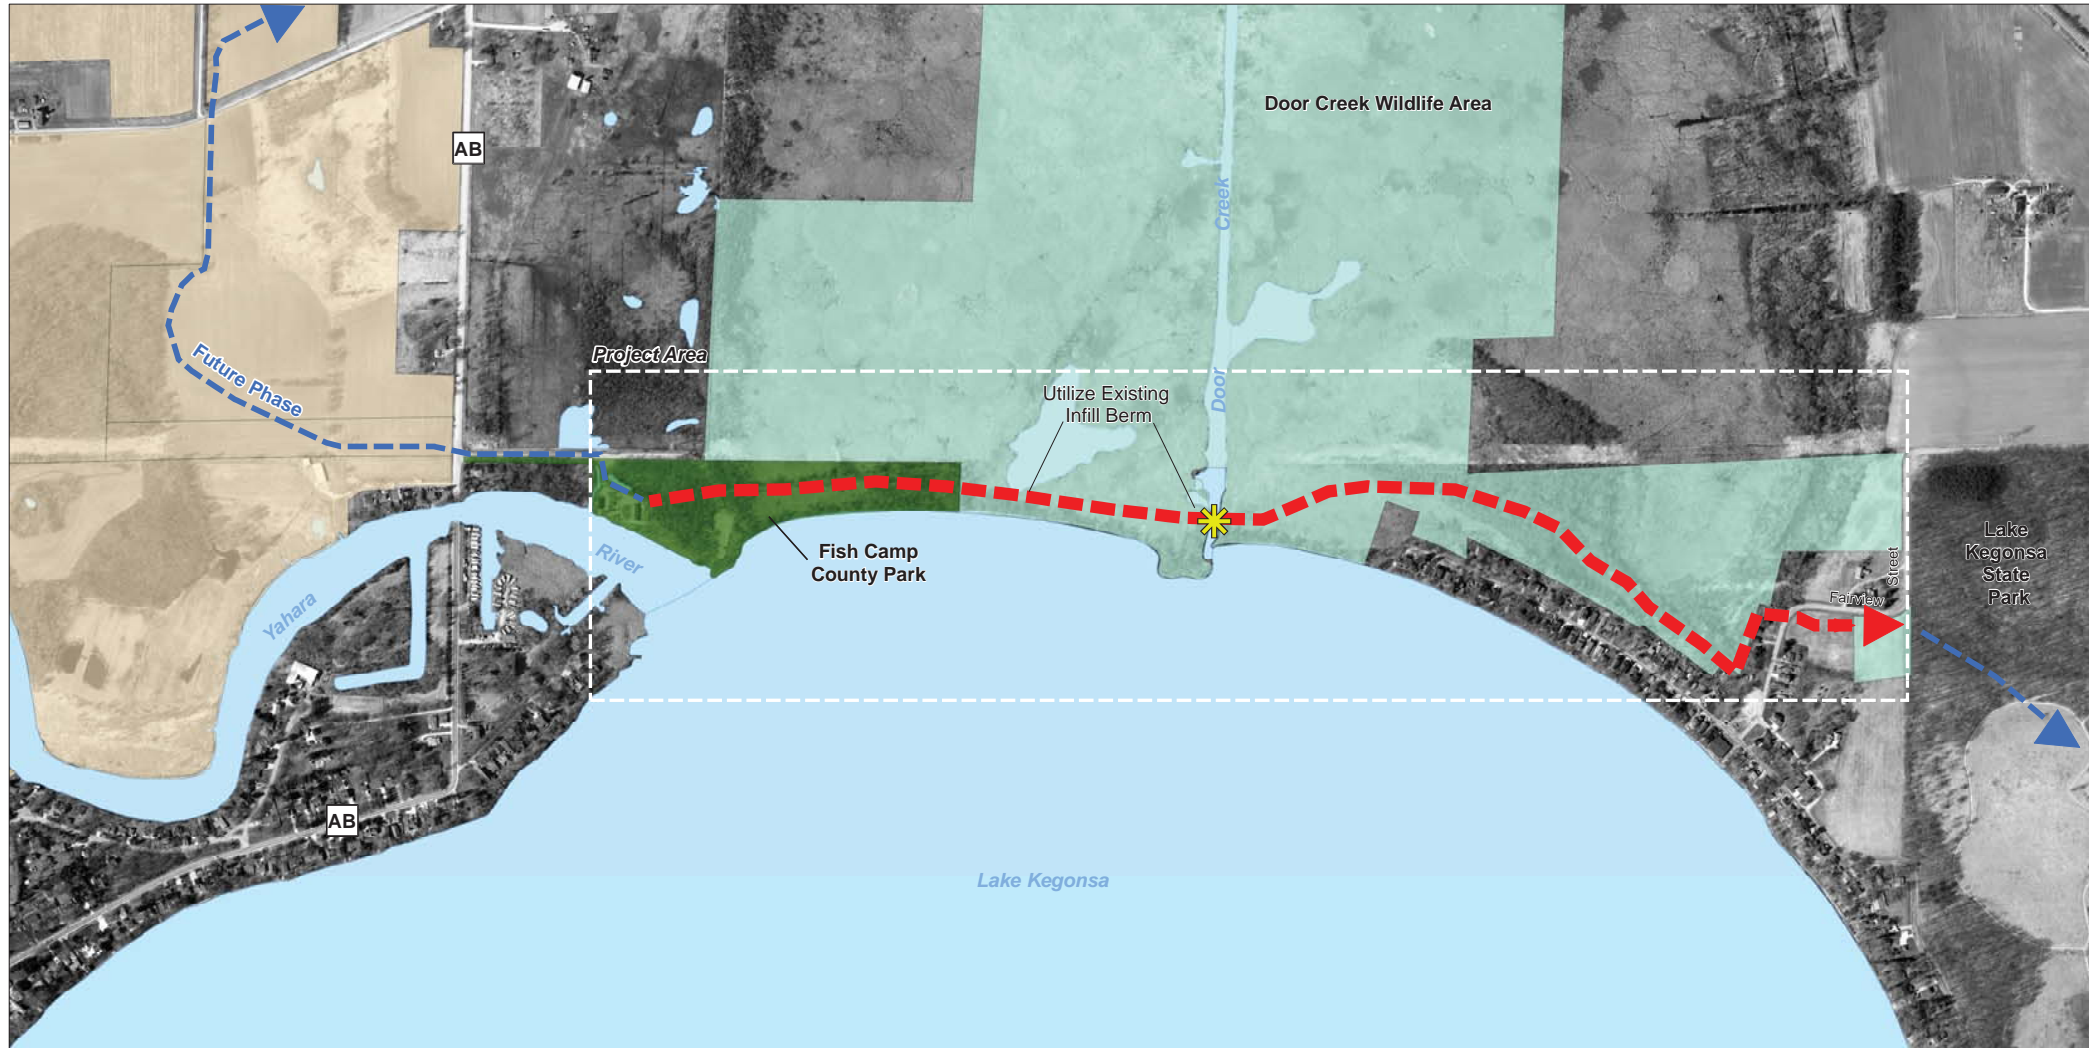 Door Creek Wildlife Area
AB
Creek
Project Area
Future Phase
Utilize Existing
Infill Berm
Door
Fish Camp
County Park
River
Yahara
Lake
Kegonsa
State
Park
Street
Fairview
AB
Lake Kegonsa